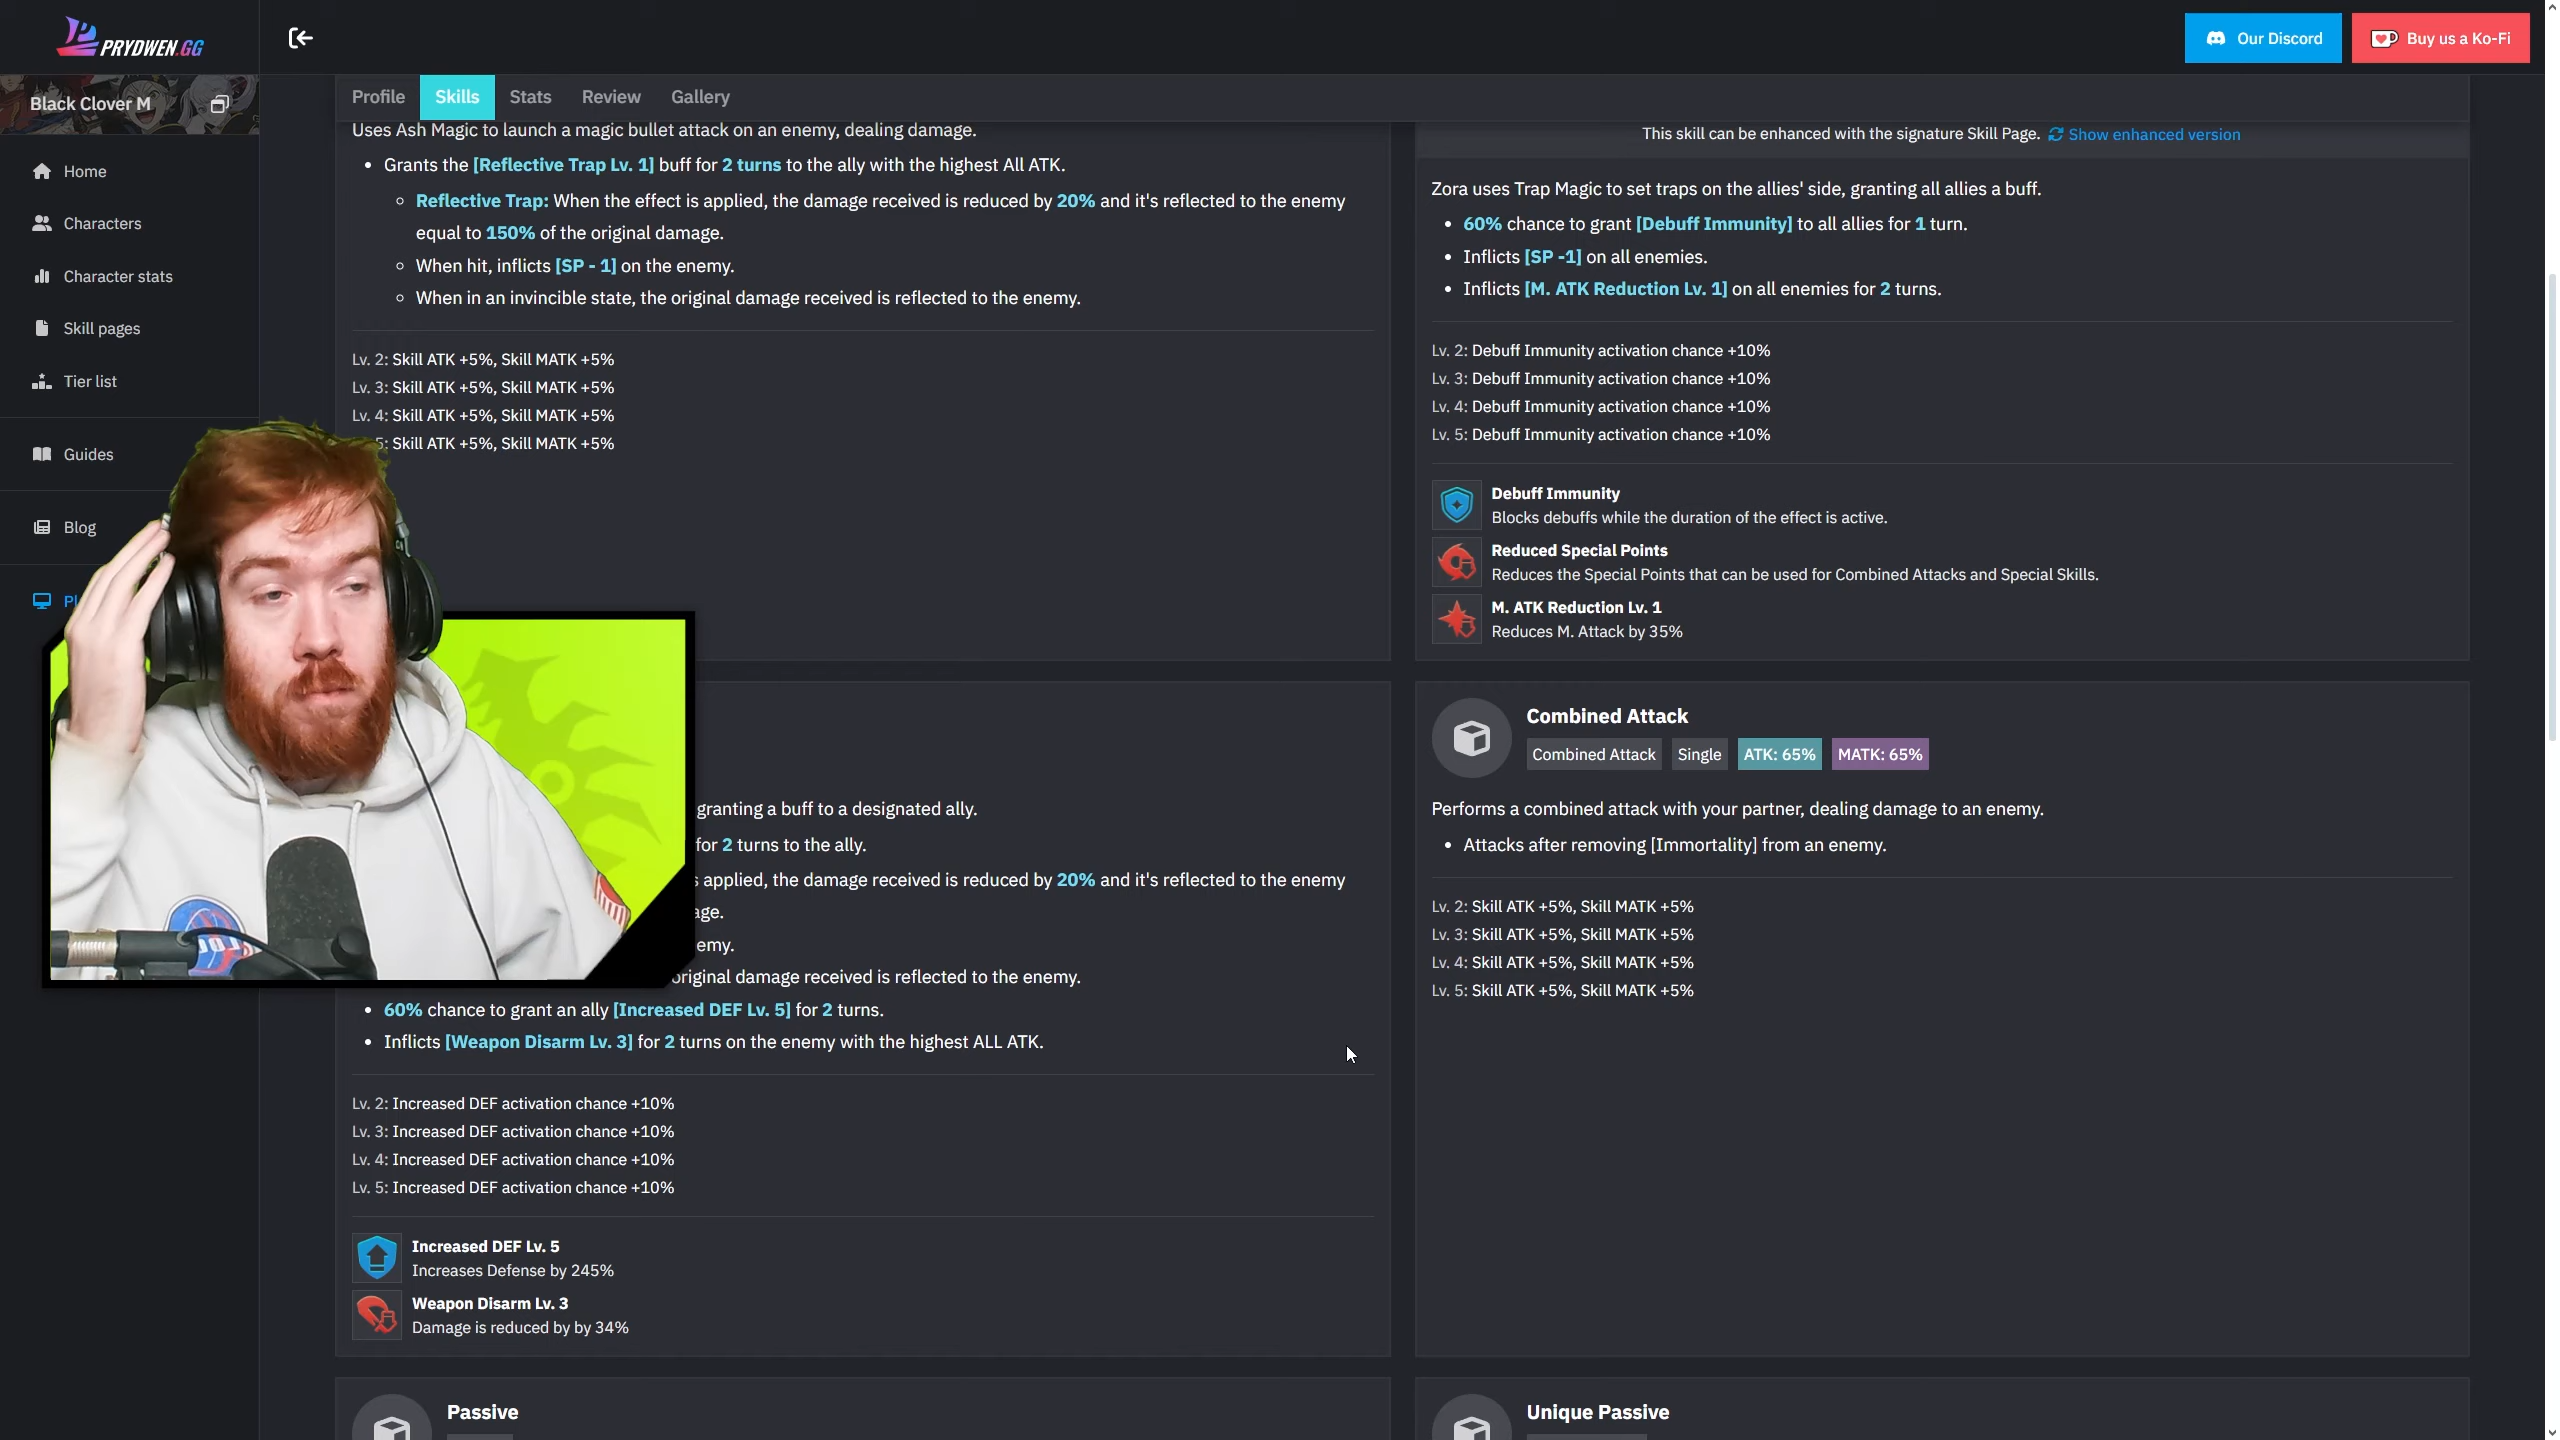 PRYDWEN.GG
Our Discord
Buy us a Ko-Fi
Black Clover M
Home
Characters
Character stats
Skill pages
Tier list
Guides
Blog
Profile
Skills
Stats
Review
Gallery
Uses Ash Magic to launch a magic bullet attack on an enemy, dealing damage.
Grants the [Reflective Trap Lv. 1] buff for 2 turns to the ally with the highest All ATK.
Reflective Trap: When the effect is applied, the damage received is reduced by 20% and it's reflected to the enemy
equal to 150% of the original damage.
When hit, inflicts [SP - 1] on the enemy.
When in an invincible state, the original damage received is reflected to the enemy.
Lv. 2: Skill ATK +5%, Skill MATK +5%
Lv. 3: Skill ATK +5%, Skill MATK +5%
Lv. 4: Skill ATK +5%, Skill MATK +5%
5: Skill ATK +5%, Skill MATK +5%
This skill can be enhanced with the signature Skill Page. Show enhanced version
Zora uses Trap Magic to set traps on the allies' side, granting all allies a buff.
60% chance to grant [Debuff Immunity] to all allies for 1 turn.
Inflicts [SP -1] on all enemies.
Inflicts [M. ATK Reduction Lv. 1] on all enemies for 2 turns.
Lv. 2: Debuff Immunity activation chance +10%
Lv. 3: Debuff Immunity activation chance +10%
Lv. 4: Debuff Immunity activation chance +10%
Lv. 5: Debuff Immunity activation chance +10%
Debuff Immunity
Blocks debuffs while the duration of the effect is active.
Reduced Special Points
Reduces the Special Points that can be used for Combined Attacks and Special Skills.
M. ATK Reduction Lv. 1
Reduces M. Attack by 35%
granting a buff to a designated ally.
for 2 turns to the ally.
applied, the damage received is reduced by 20% and it's reflected to the enemy
original damage received is reflected to the enemy.
60% chance to grant an ally [Increased DEF Lv. 5] for 2 turns.
Inflicts [Weapon Disarm Lv. 3] for 2 turns on the enemy with the highest ALL ATK.
Lv. 2: Increased DEF activation chance +10%
Lv. 3: Increased DEF activation chance +10%
Lv. 4: Increased DEF activation chance +10%
Lv. 5: Increased DEF activation chance +10%
Increased DEF Lv. 5
Increases Defense by 245%
Weapon Disarm Lv. 3
Damage is reduced by by 34%
Combined Attack
Combined Attack Single ATK: 65% MATK: 65%
Performs a combined attack with your partner, dealing damage to an enemy.
Attacks after removing [Immortality] from an enemy.
Lv. 2: Skill ATK +5%, Skill MATK +5%
Lv. 3: Skill ATK +5%, Skill MATK +5%
Lv. 4: Skill ATK +5%, Skill MATK +5%
Lv. 5: Skill ATK +5%, Skill MATK +5%
Passive
Unique Passive